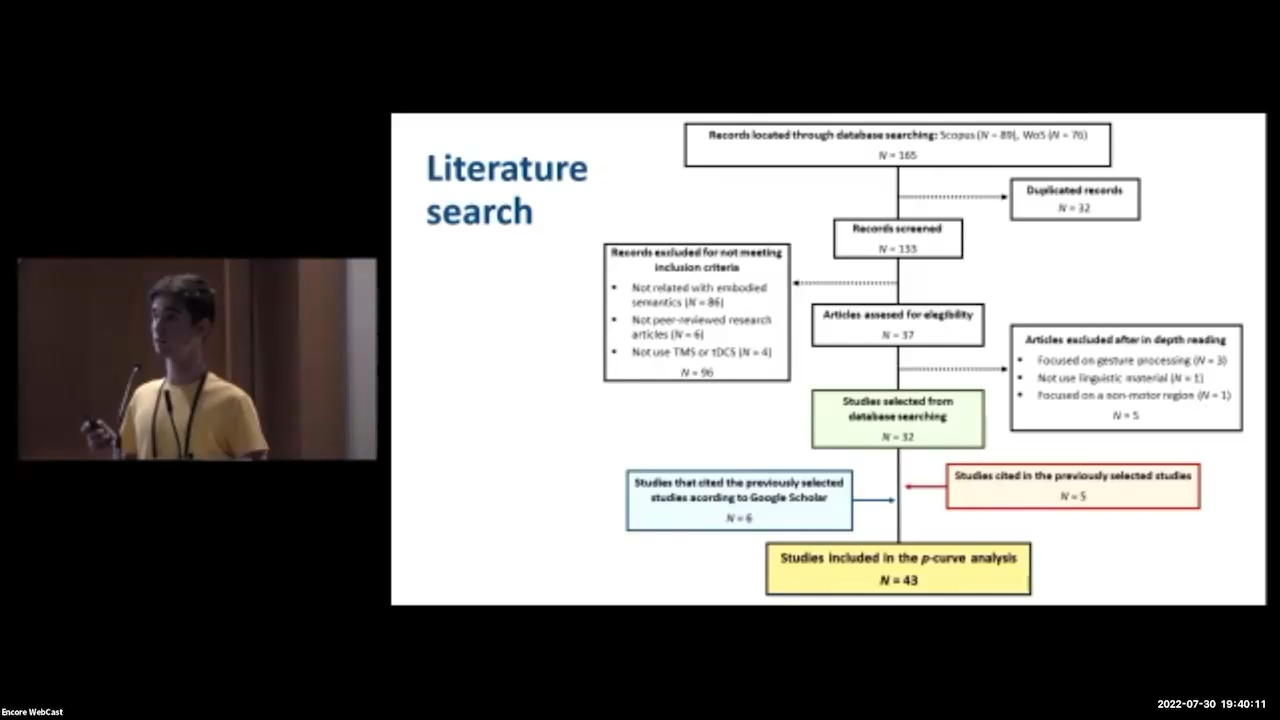 Literature
search
Records located through database searching: Scopus (N = 89), WoS (N = 76)
N = 165
Duplicated records
N = 32
Records screened
N = 133
Records excluded for not meeting
inclusion criteria
• Not related with embodied
semantics (N = 86)
• Not peer-reviewed research
articles (N = 6)
• Not use TMS or tDCS (N = 4)
N = 96
Articles assesed for elegibility
N = 37
Articles excluded after in depth reading
• Focused on gesture processing (N = 3)
• Not use linguistic material (N = 1)
• Focused on a non-motor region (N = 1)
N = 5
Studies selected from
database searching
N = 32
Studies that cited the previously selected
studies acording to Google Scholar
N = 6
Studies cited in the previously selected studies
N = 5
Studies included in the p-curve analysis
N = 43
Encore WebCast
2022-07-30 19:40:11